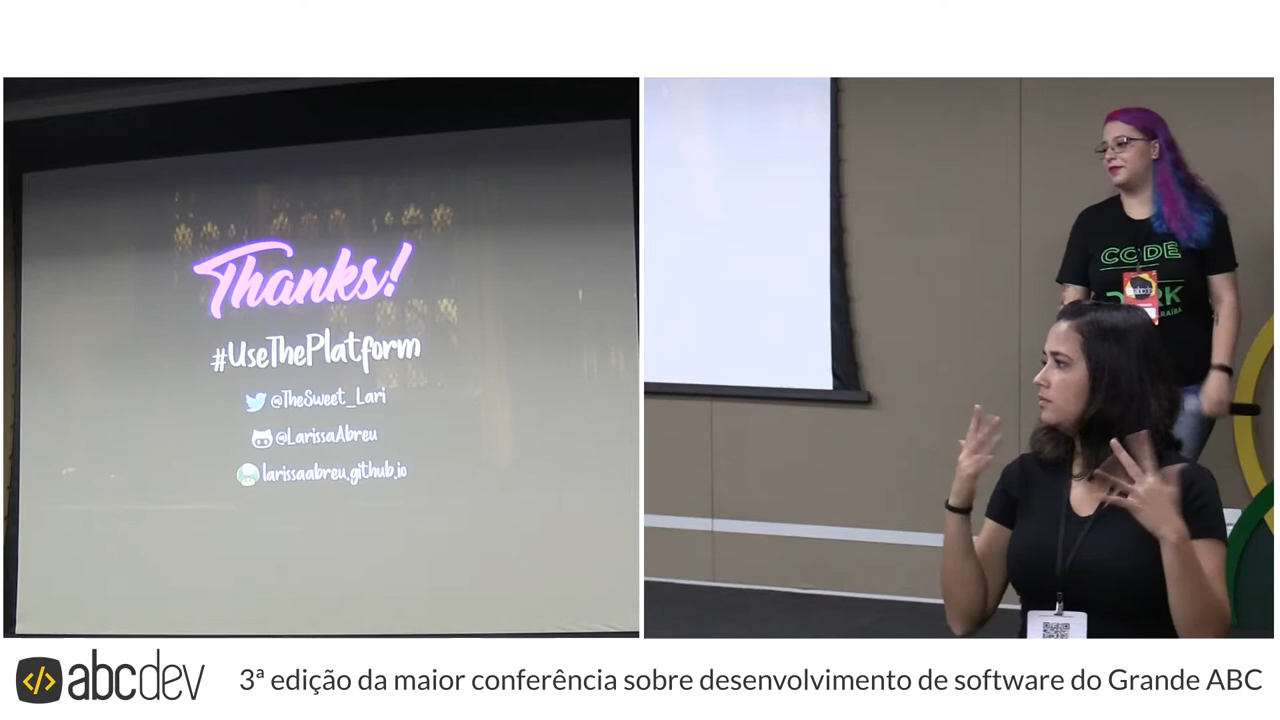 Thanks!
#UseThePlatform
@TheSweet_Lari
@LarissaAbreu
larissaabreu.github.io
CODE
abcdev
</> abcdev
3ª edição da maior conferência sobre desenvolvimento de software do Grande ABC